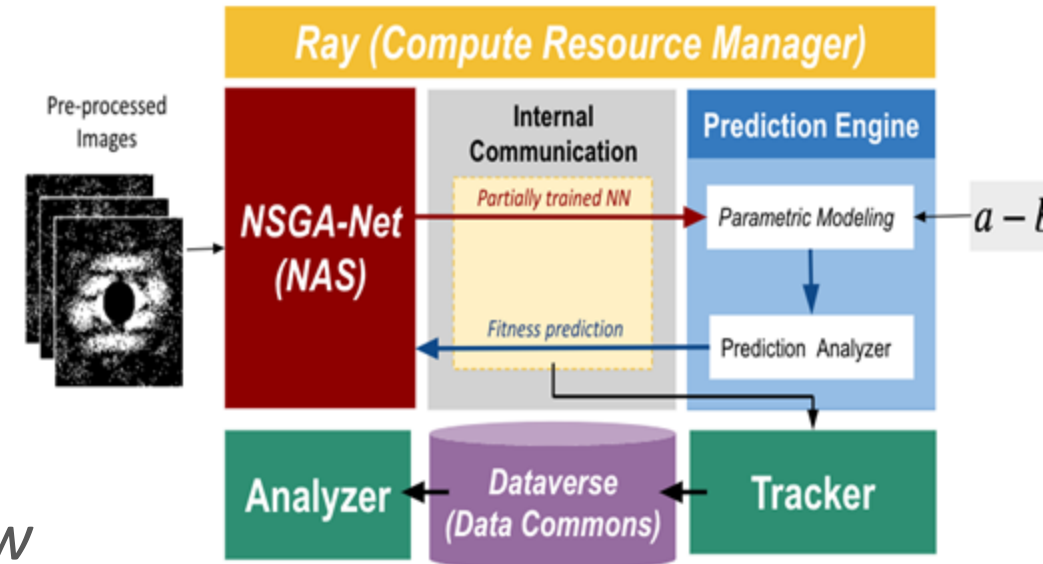 Ray (Compute Resource Manager)
Pre-processed
Images
NSGA-Net
(NAS)
Internal
Communication
Partially trained NN
Fitness prediction
Prediction Engine
Parametric Modeling
a − b
Prediction Analyzer
Analyzer
Dataverse
(Data Commons)
Tracker
w